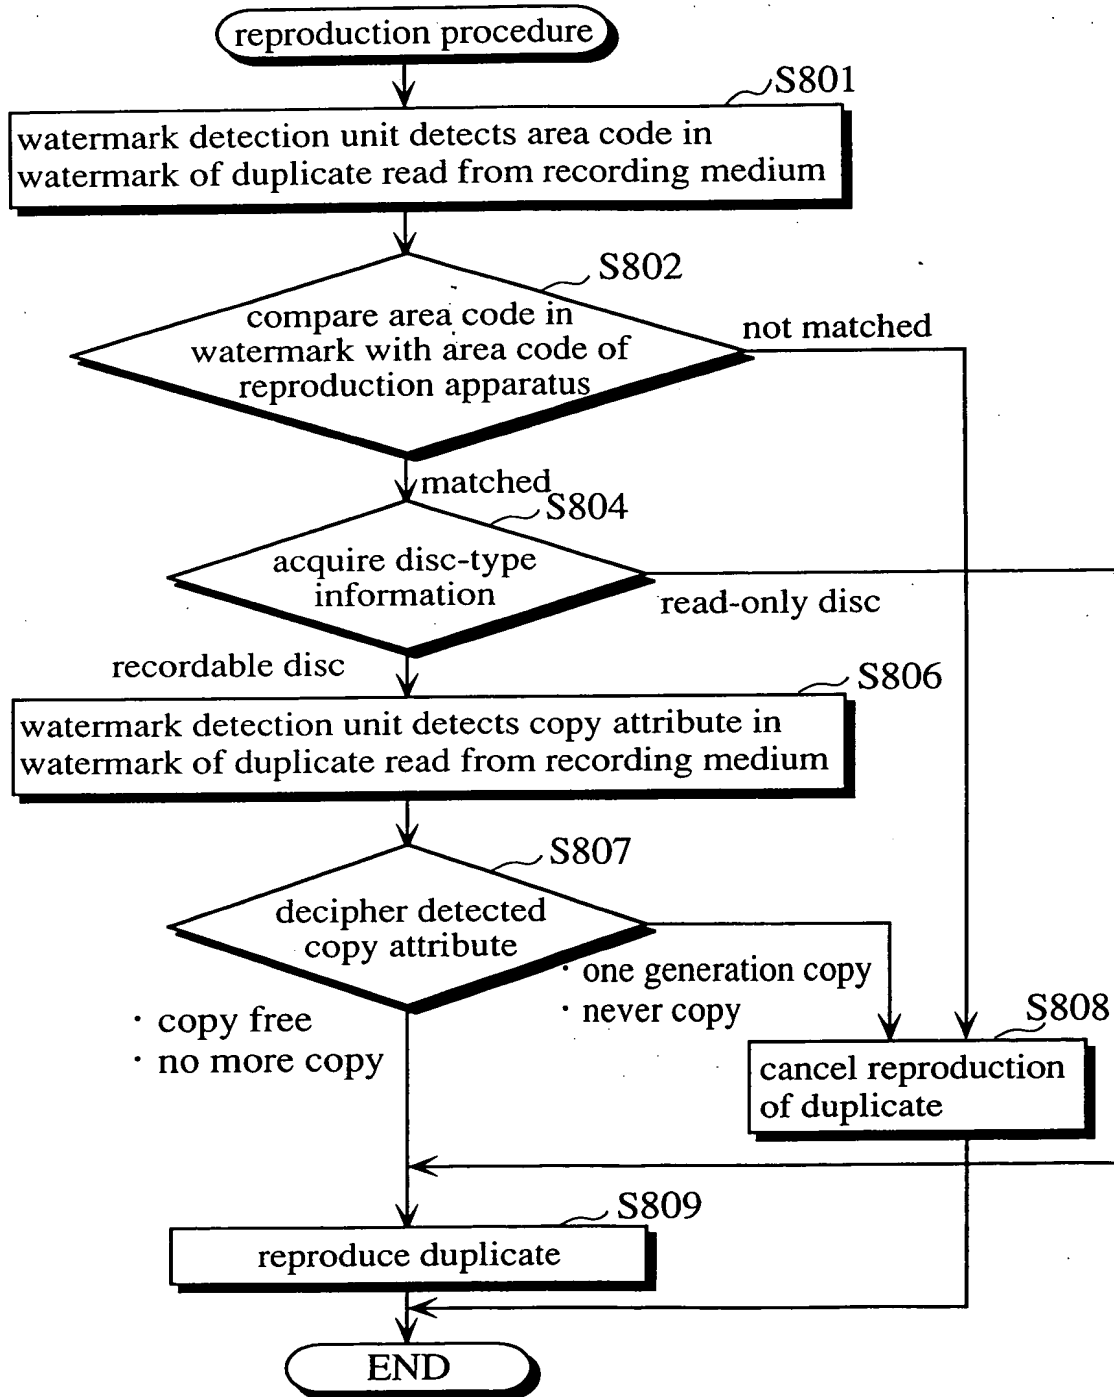 reproduction procedure
S801
watermark detection unit detects area code in
watermark of duplicate read from recording medium
S802
compare area code in
watermark with area code of
reproduction apparatus
not matched
matched
S804
acquire disc-type
information
read-only disc
recordable disc
S806
watermark detection unit detects copy attribute in
watermark of duplicate read from recording medium
S807
decipher detected
copy attribute
· one generation copy
· never copy
· copy free
· no more copy
S808
cancel reproduction
of duplicate
S809
reproduce duplicate
END